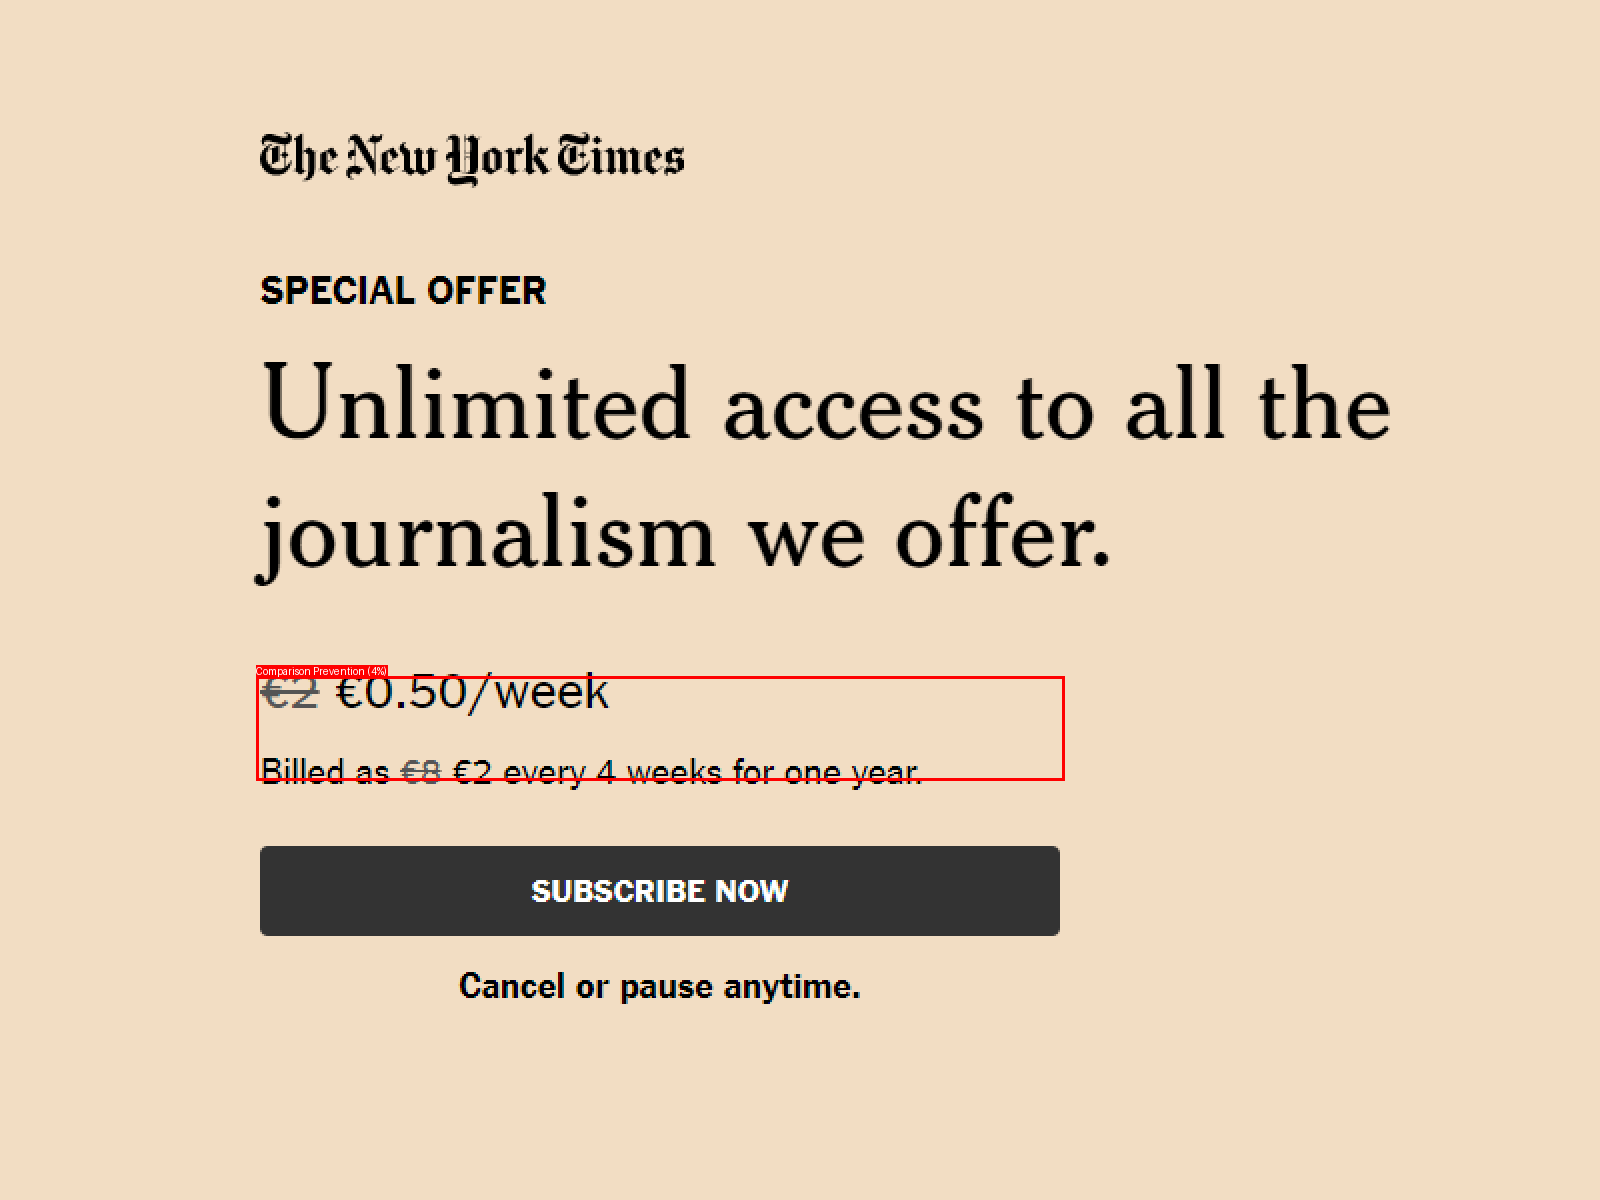 The New York Times
SPECIAL OFFER
Unlimited access to all the
journalism we offer.
Comparison Prevention (4%)
€2 €0.50/week
Billed as €8 €2 every 4 weeks for one year.
SUBSCRIBE NOW
Cancel or pause anytime.